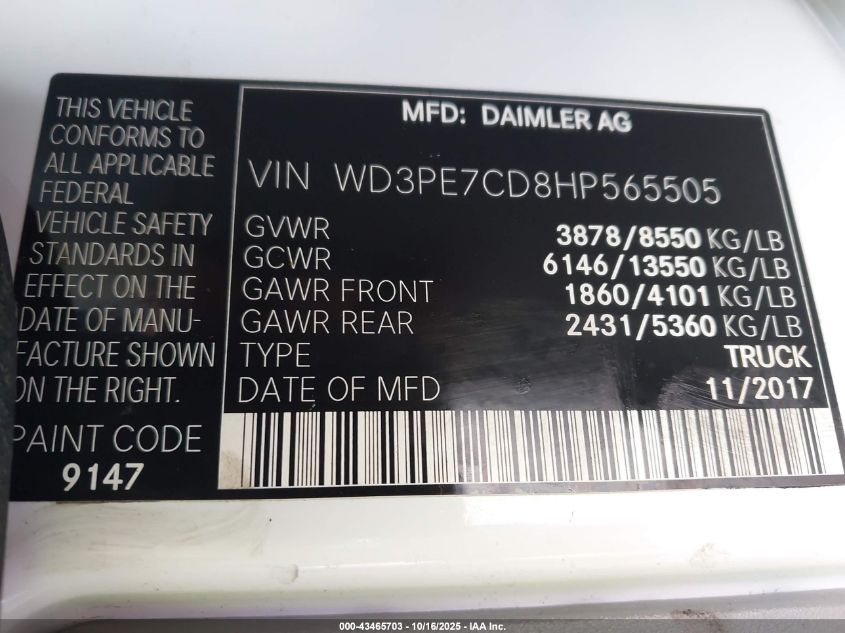 THIS VEHICLE
CONFORMS TO
ALL APPLICABLE
FEDERAL
VEHICLE SAFETY
STANDARDS IN
EFFECT ON THE
DATE OF MANU-
FACTURE SHOWN
ON THE RIGHT.
PAINT CODE
9147
MFD: DAIMLER AG
VIN WD3PE7CD8HP565505
GVWR 3878/8550 KG/LB
GCWR 6146/13550 KG/LB
GAWR FRONT 1860/4101 KG/LB
GAWR REAR 2431/5360 KG/LB
TYPE TRUCK
DATE OF MFD 11/2017
000-43465703 - 10/16/2025 - IAA Inc.